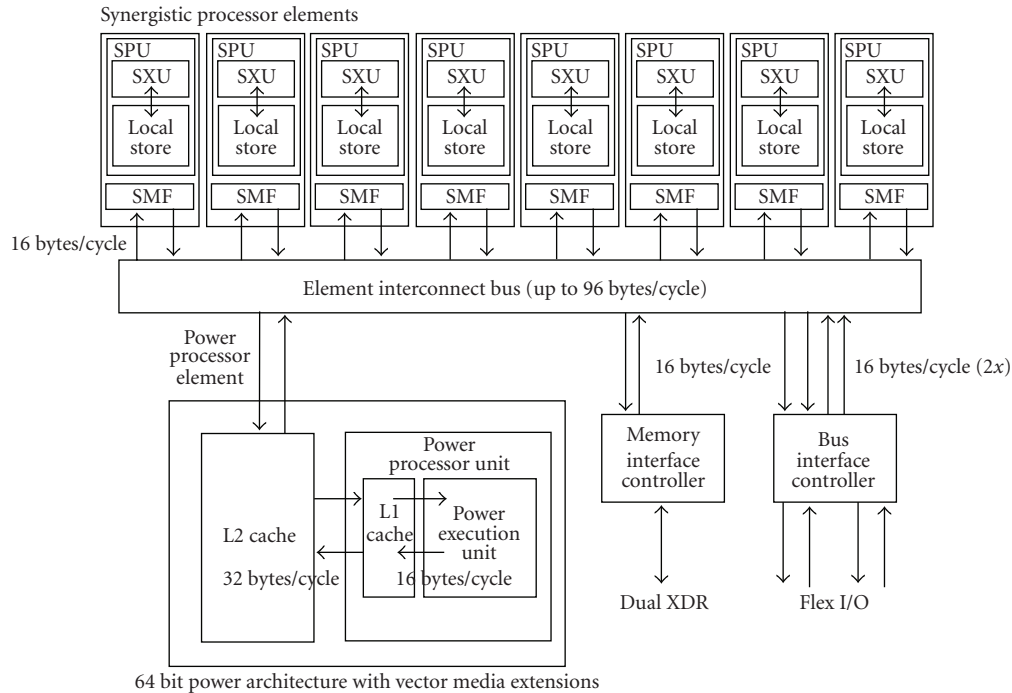 Synergistic processor elements
SPU SPU SPU SPU SPU SPU SPU SPU
SXU SXU SXU SXU SXU SXU SXU SXU
Local Local Local Local Local Local Local Local
store store store store store store store store
SMF SMF SMF SMF SMF SMF SMF SMF
16 bytes/cycle
Element interconnect bus (up to 96 bytes/cycle)
Power
processor
element
16 bytes/cycle
16 bytes/cycle (2x)
Power
processor unit
L2 cache
L1
cache
Power
execution
unit
32 bytes/cycle
16 bytes/cycle
Memory
interface
controller
Bus
interface
controller
Dual XDR
Flex I/O
64 bit power architecture with vector media extensions